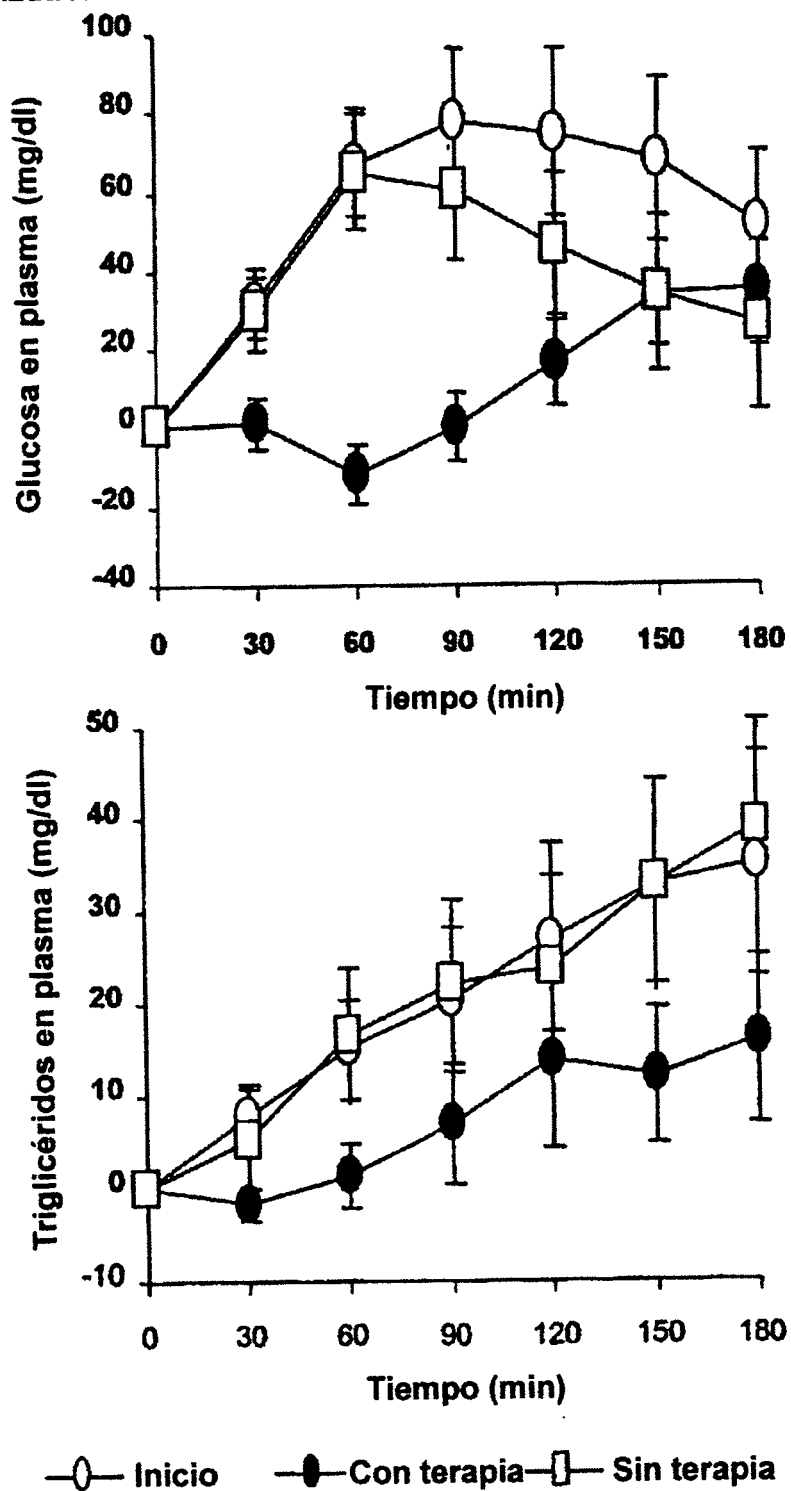 100
80
60
40
20
0
-20
-40
Glucosa en plasma (mg/dl)
0 30 60 90 120 150 180
Tiempo (min)
50
40
30
20
10
0
-10
Triglicéridos en plasma (mg/dl)
0 30 60 90 120 150 180
Tiempo (min)
Inicio Con terapia Sin terapia